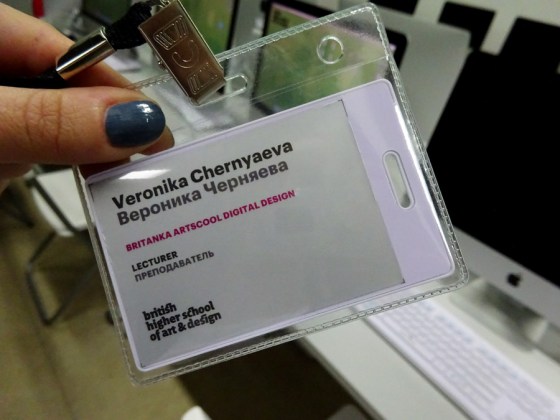 Veronika Chernyaeva
Вероника Черняева
BRITANKA ARTSCOOL DIGITAL DESIGN
LECTURER
ПРЕПОДАВАТЕЛЬ
british
higher school
of art & design